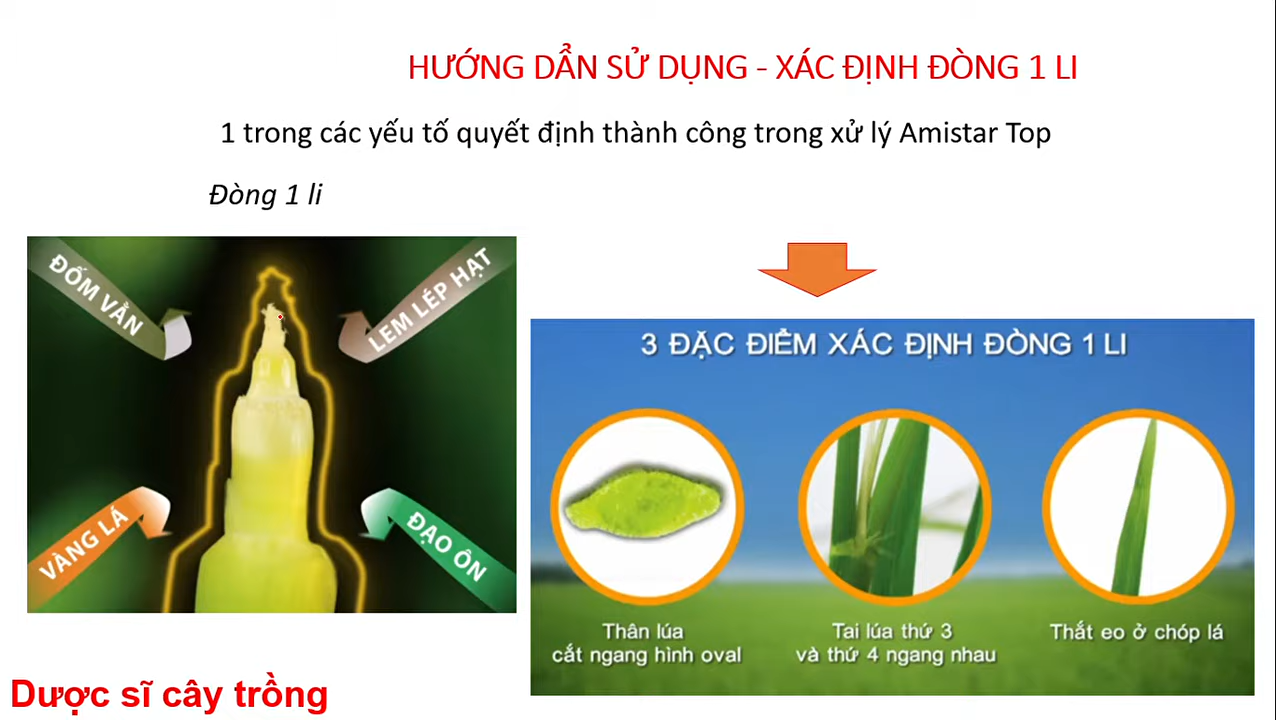 HƯỚNG DẨN SỬ DỤNG - XÁC ĐỊNH ĐÒNG 1 LI
1 trong các yếu tố quyết định thành công trong xử lý Amistar Top
Đòng 1 li
ĐỐM VẰN
LEM LÉP HẠT
VÀNG LÁ
ĐẠO ÔN
3 ĐẶC ĐIỂM XÁC ĐỊNH ĐÒNG 1 LI
Thân lúa
cắt ngang hình oval
Tai lúa thứ 3
và thứ 4 ngang nhau
Thắt eo ở chóp lá
Dược sĩ cây trồng